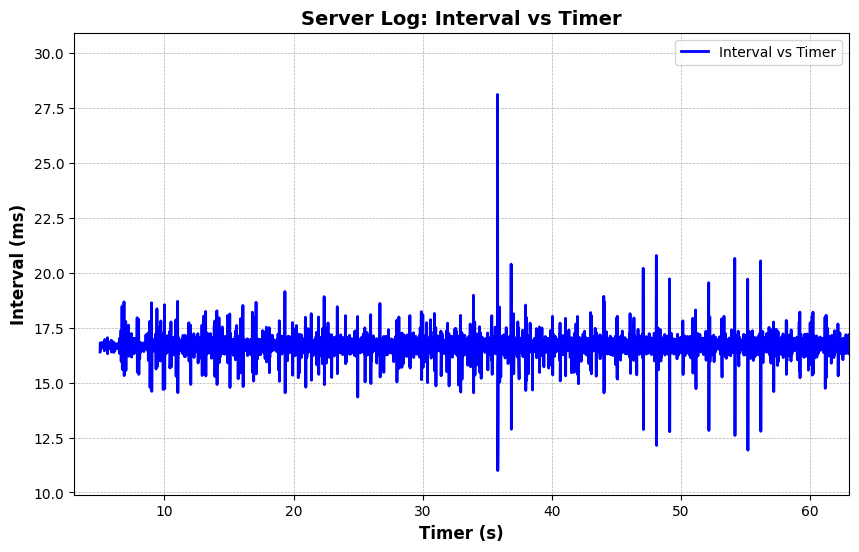 Server Log: Interval vs Timer
Interval vs Timer
30.0
27.5
25.0
22.5
20.0
17.5
15.0
12.5
10.0
Interval (ms)
10 20 30 40 50 60
Timer (s)